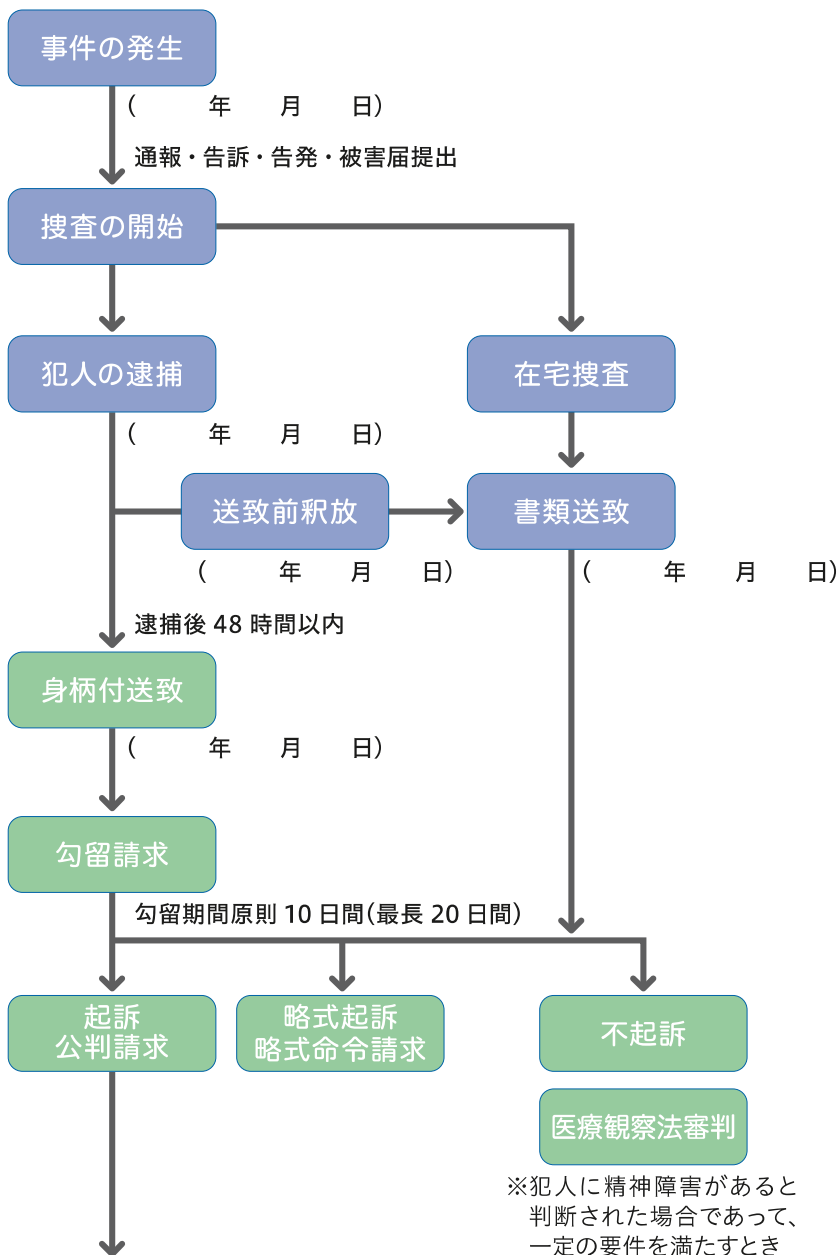 事件の発生
(　　　年　　月　　日)
通報・告訴・告発・被害届提出
捜査の開始
犯人の逮捕
在宅捜査
(　　　年　　月　　日)
送致前釈放
書類送致
(　　　年　　月　　日)
(　　　年　　月　　日)
逮捕後 48 時間以内
身柄付送致
(　　　年　　月　　日)
勾留請求
勾留期間原則 10 日間(最長 20 日間)
起訴
公判請求
略式起訴
略式命令請求
不起訴
医療観察法審判
※犯人に精神障害があると
判断された場合であって、
一定の要件を満たすとき